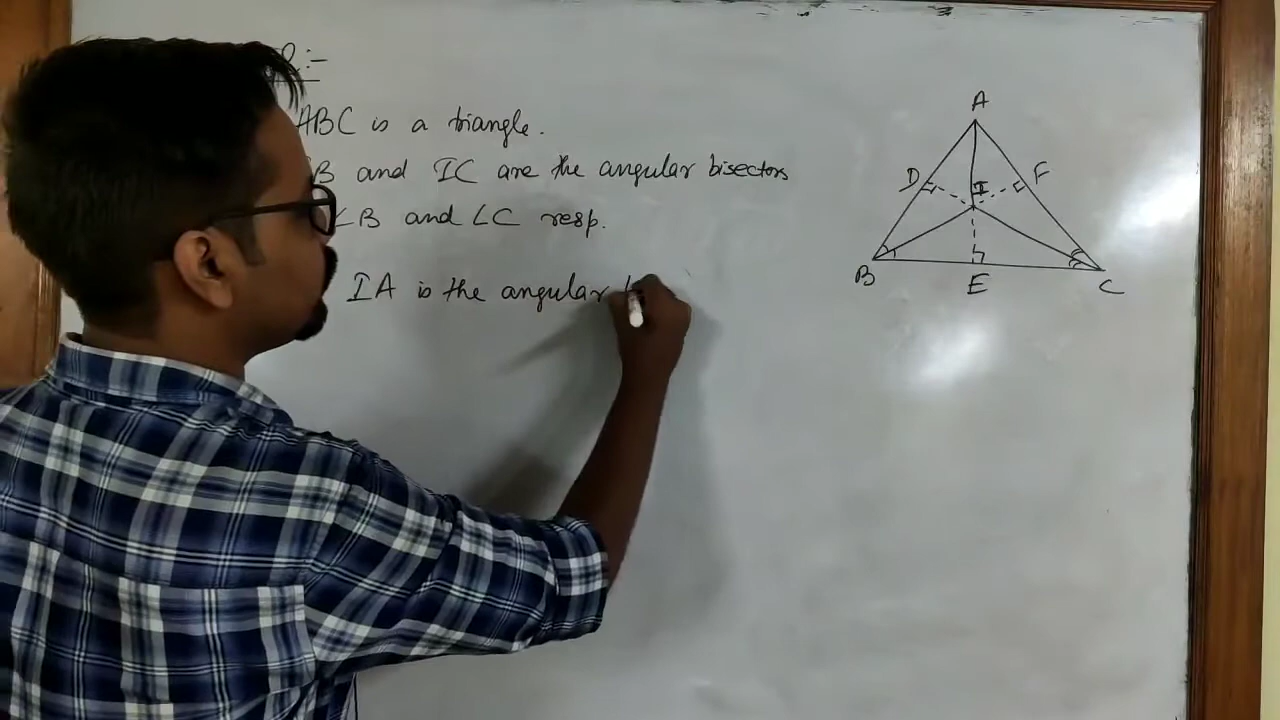 ABC is a triangle.
and IC are the angular bisectors
∠B and ∠C resp.
IA is the angular
A
D
I
F
B
E
C